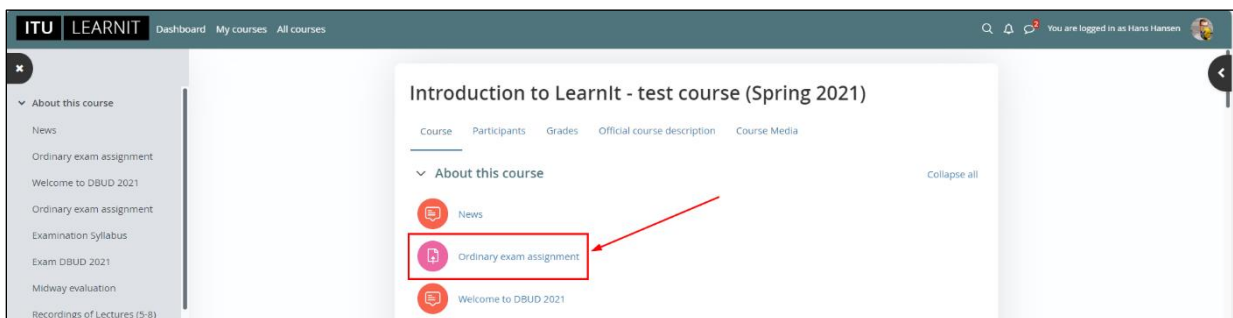 ITU LEARNIT Dashboard My courses All courses
2 You are logged in as Hans Hansen
About this course
News
Ordinary exam assignment
Welcome to DBUD 2021
Ordinary exam assignment
Examination Syllabus
Exam DBUD 2021
Midway evaluation
Recordings of Lectures (5-8)
Introduction to LearnIt - test course (Spring 2021)
Course Participants Grades Official course description Course Media
About this course Collapse all
News
Ordinary exam assignment
Welcome to DBUD 2021